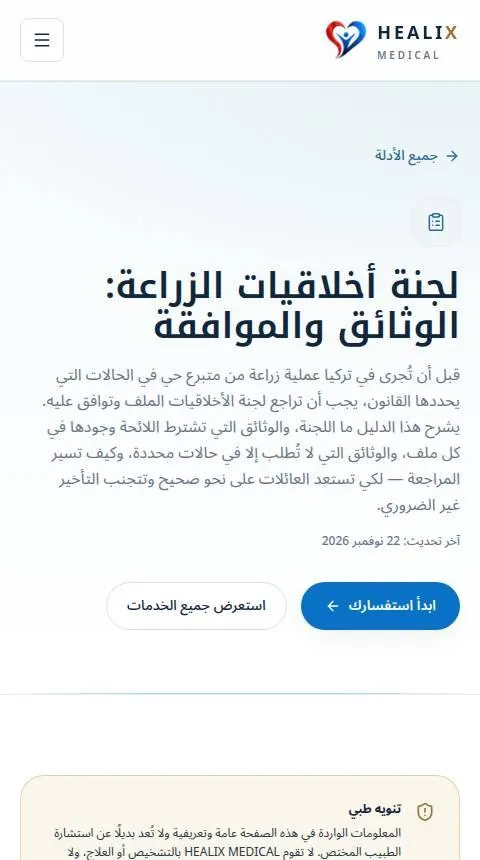 HEALIX
MEDICAL
جميع الأدلة
لجنة أخلاقيات الزراعة:
الوثائق والموافقة
قبل أن تُجرى في تركيا عملية زراعة من متبرع حي في الحالات التي
يحددها القانون، يجب أن تراجع لجنة الأخلاقيات الملف وتوافق عليه.
يشرح هذا الدليل ما اللجنة، والوثائق التي تشترط اللائحة وجودها في
كل ملف، والوثائق التي لا تُطلب إلا في حالات محددة، وكيف تسير
المراجعة — لكي تستعد العائلات على نحو صحيح وتتجنب التأخير
غير الضروري.
آخر تحديث: 22 نوفمبر 2026
ابدأ استفسارك
استعرض جميع الخدمات
تنويه طبي
المعلومات الواردة في هذه الصفحة عامة وتعريفية ولا تُعد بديلًا عن استشارة
الطبيب المختص. لا تقوم HEALIX MEDICAL بالتشخيص أو العلاج، ولا